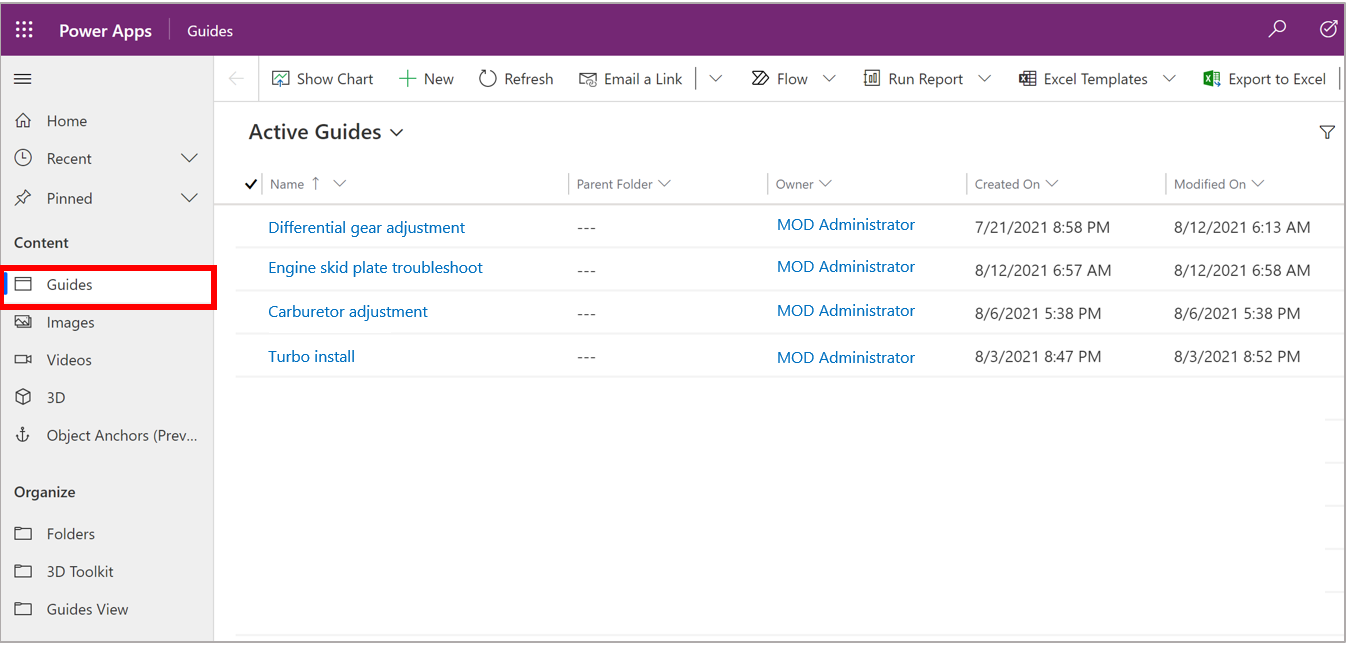 Power Apps Guides
Show Chart New Refresh Email a Link Flow Run Report Excel Templates Export to Excel
Home
Recent
Pinned
Content
Guides
Images
Videos
3D
Object Anchors (Prev...
Organize
Folders
3D Toolkit
Guides View
Active Guides
Name Parent Folder Owner Created On Modified On
Differential gear adjustment --- MOD Administrator 7/21/2021 8:58 PM 8/12/2021 6:13 AM
Engine skid plate troubleshoot --- MOD Administrator 8/12/2021 6:57 AM 8/12/2021 6:58 AM
Carburetor adjustment --- MOD Administrator 8/6/2021 5:38 PM 8/6/2021 5:38 PM
Turbo install --- MOD Administrator 8/3/2021 8:47 PM 8/3/2021 8:52 PM